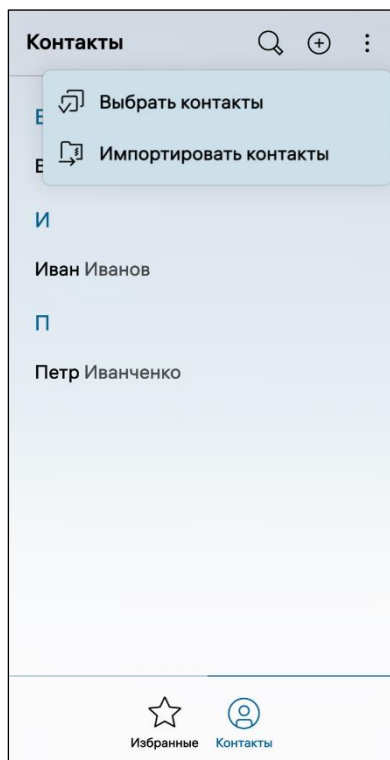 Контакты
Выбрать контакты
Импортировать контакты
И
Иван Иванов
П
Петр Иванченко
Избранные Контакты